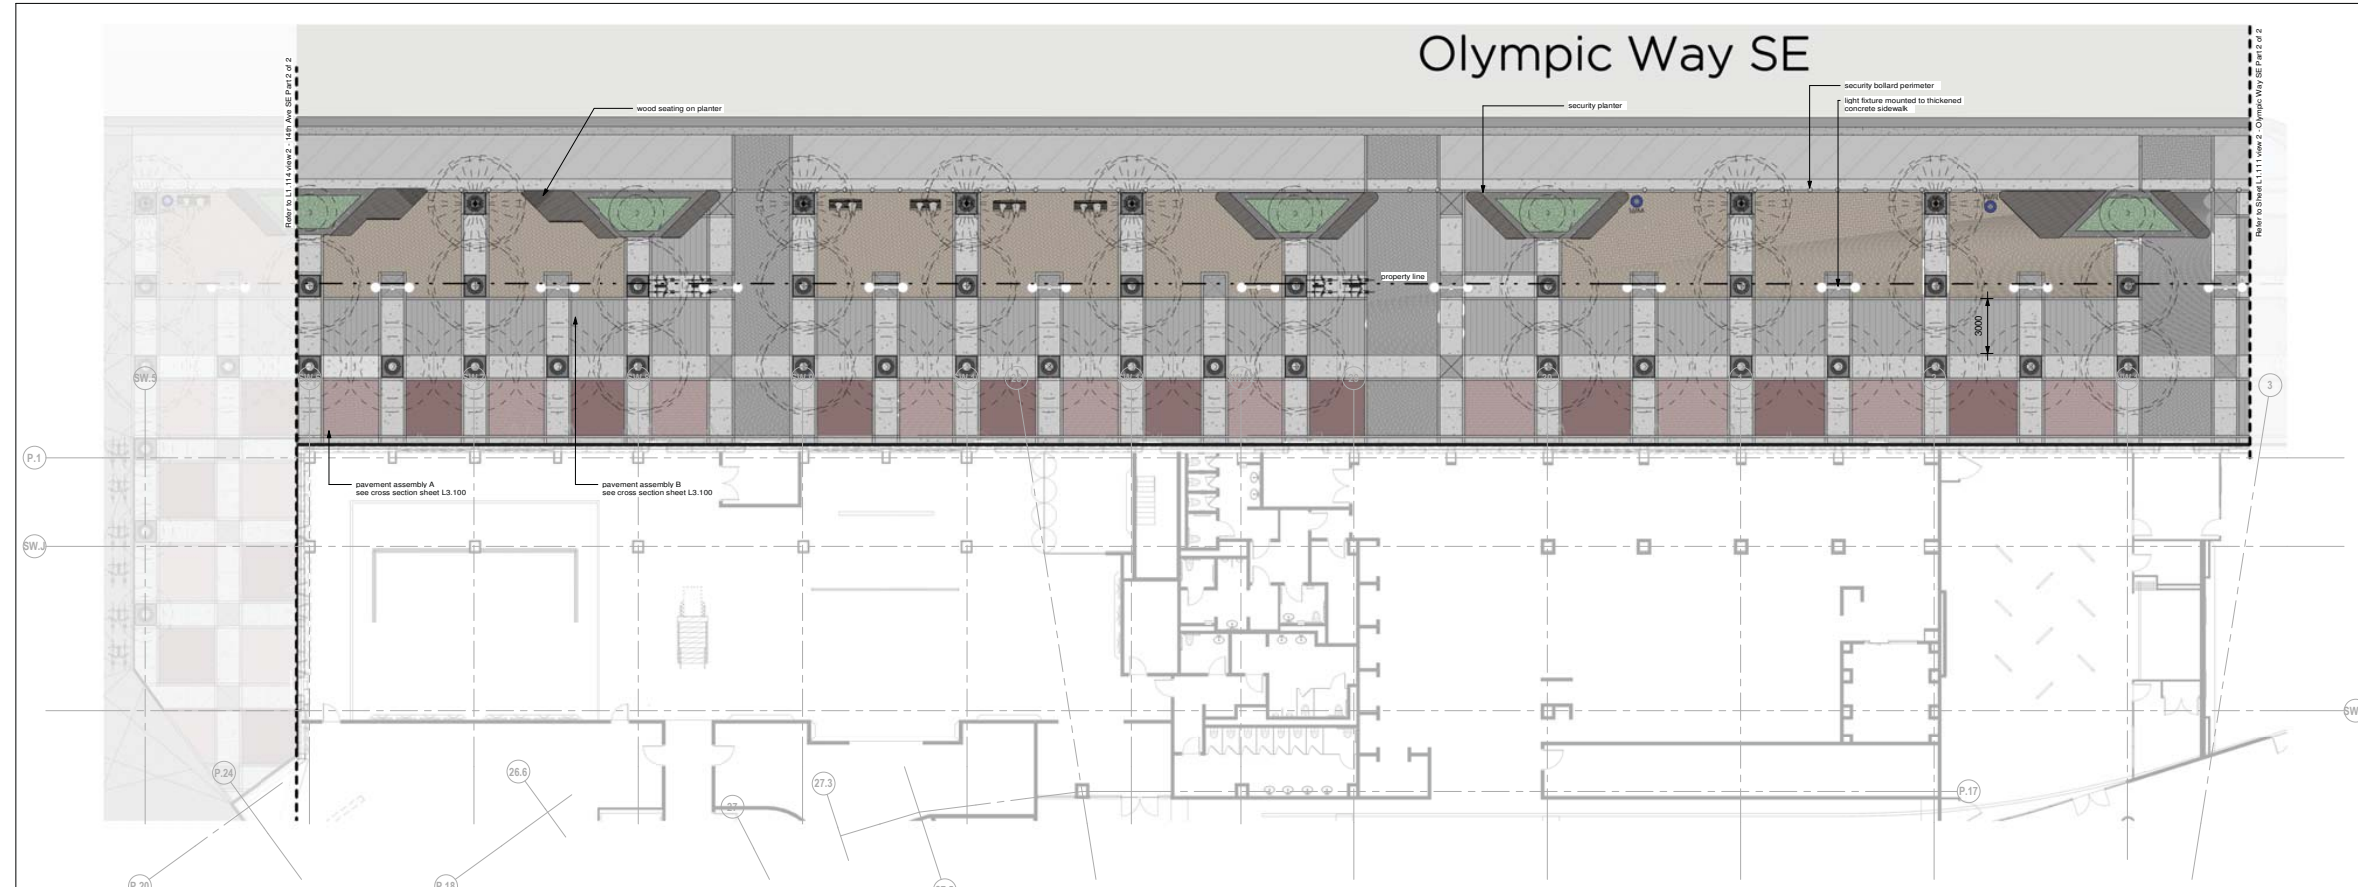 Olympic Way SE
Refer to L1.114 view 2 - 14th Ave SE Part 2 of 2
Refer to Sheet L1.111 view 2 - Olympic Way SE Part 2 of 2
wood seating on planter
security planter
security bollard perimeter
light fixture mounted to thickened
concrete sidewalk
property line
3000
SW.5
28
29
3
P.1
pavement assembly A
see cross section sheet L3.100
pavement assembly B
see cross section sheet L3.100
SW.J
P.24
26.6
27
27.3
P.17
SW
P.20
P.18